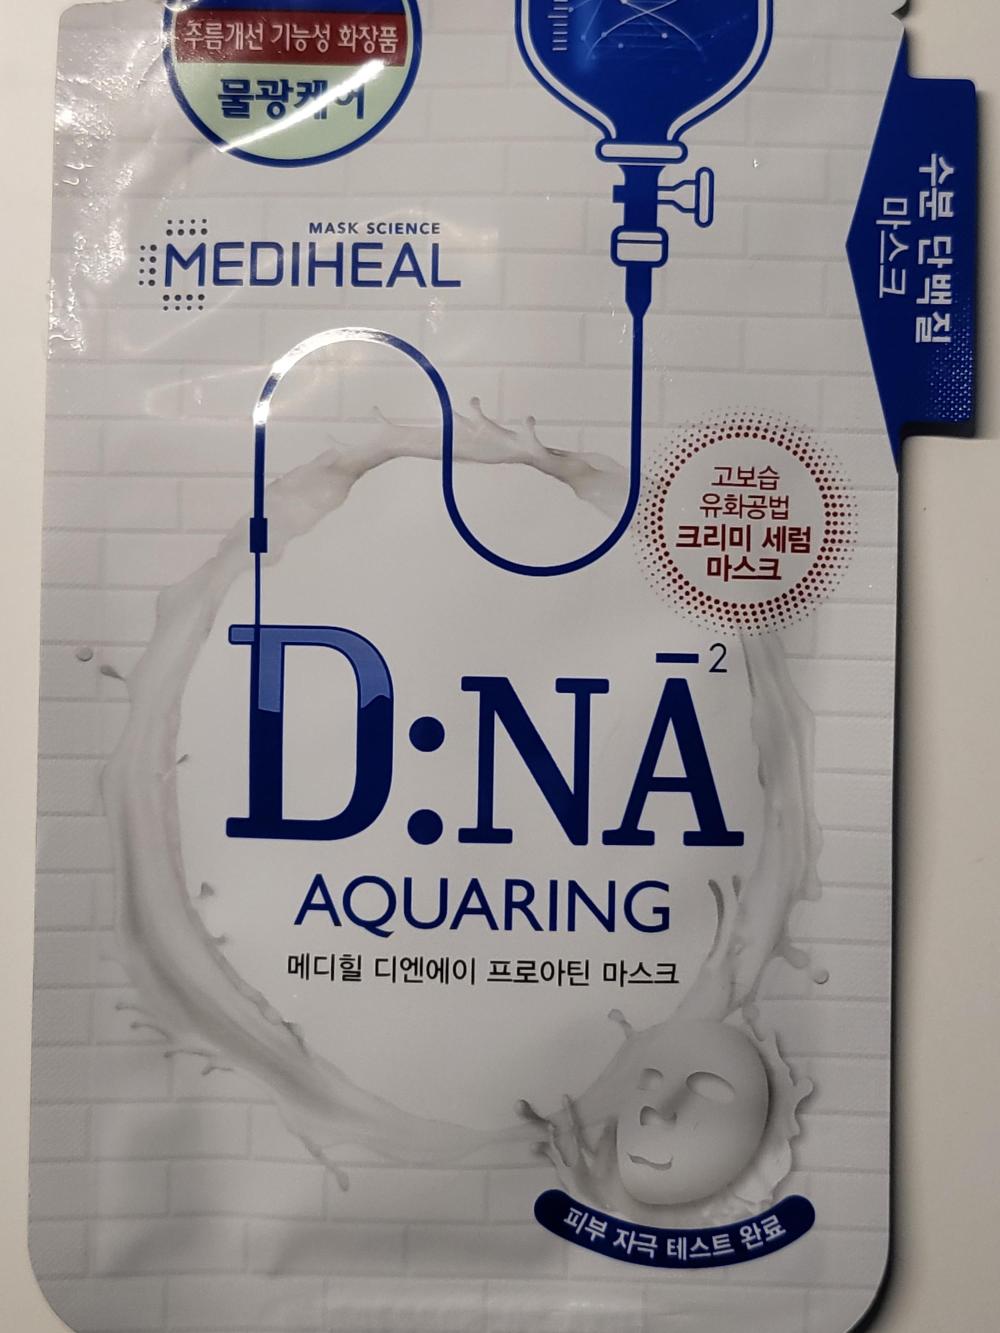 주름개선 기능성 화장품
물광케어
MASK SCIENCE
MEDIHEAL
수분 단백질
마스크
고보습
유화공법
크리미 세럼
마스크
D:NĀ²
AQUARING
메디힐 디엔에이 프로아틴 마스크
피부 자극 테스트 완료